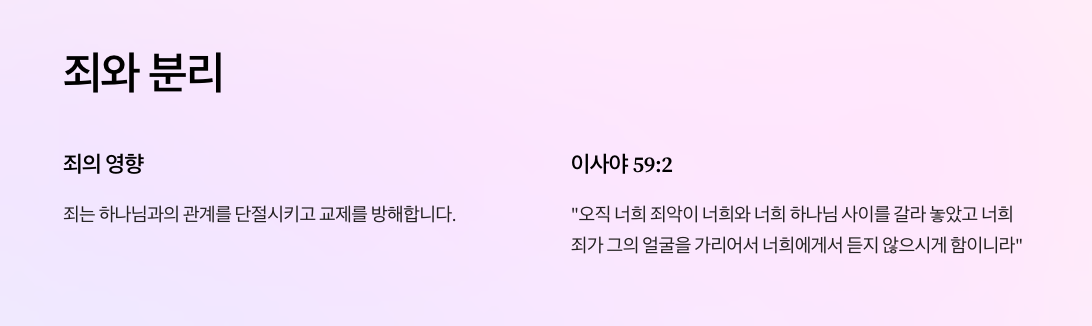 죄와 분리
죄의 영향
죄는 하나님과의 관계를 단절시키고 교제를 방해합니다.
이사야 59:2
"오직 너희 죄악이 너희와 너희 하나님 사이를 갈라 놓았고 너희
죄가 그의 얼굴을 가리어서 너희에게서 듣지 않으시게 함이니라"